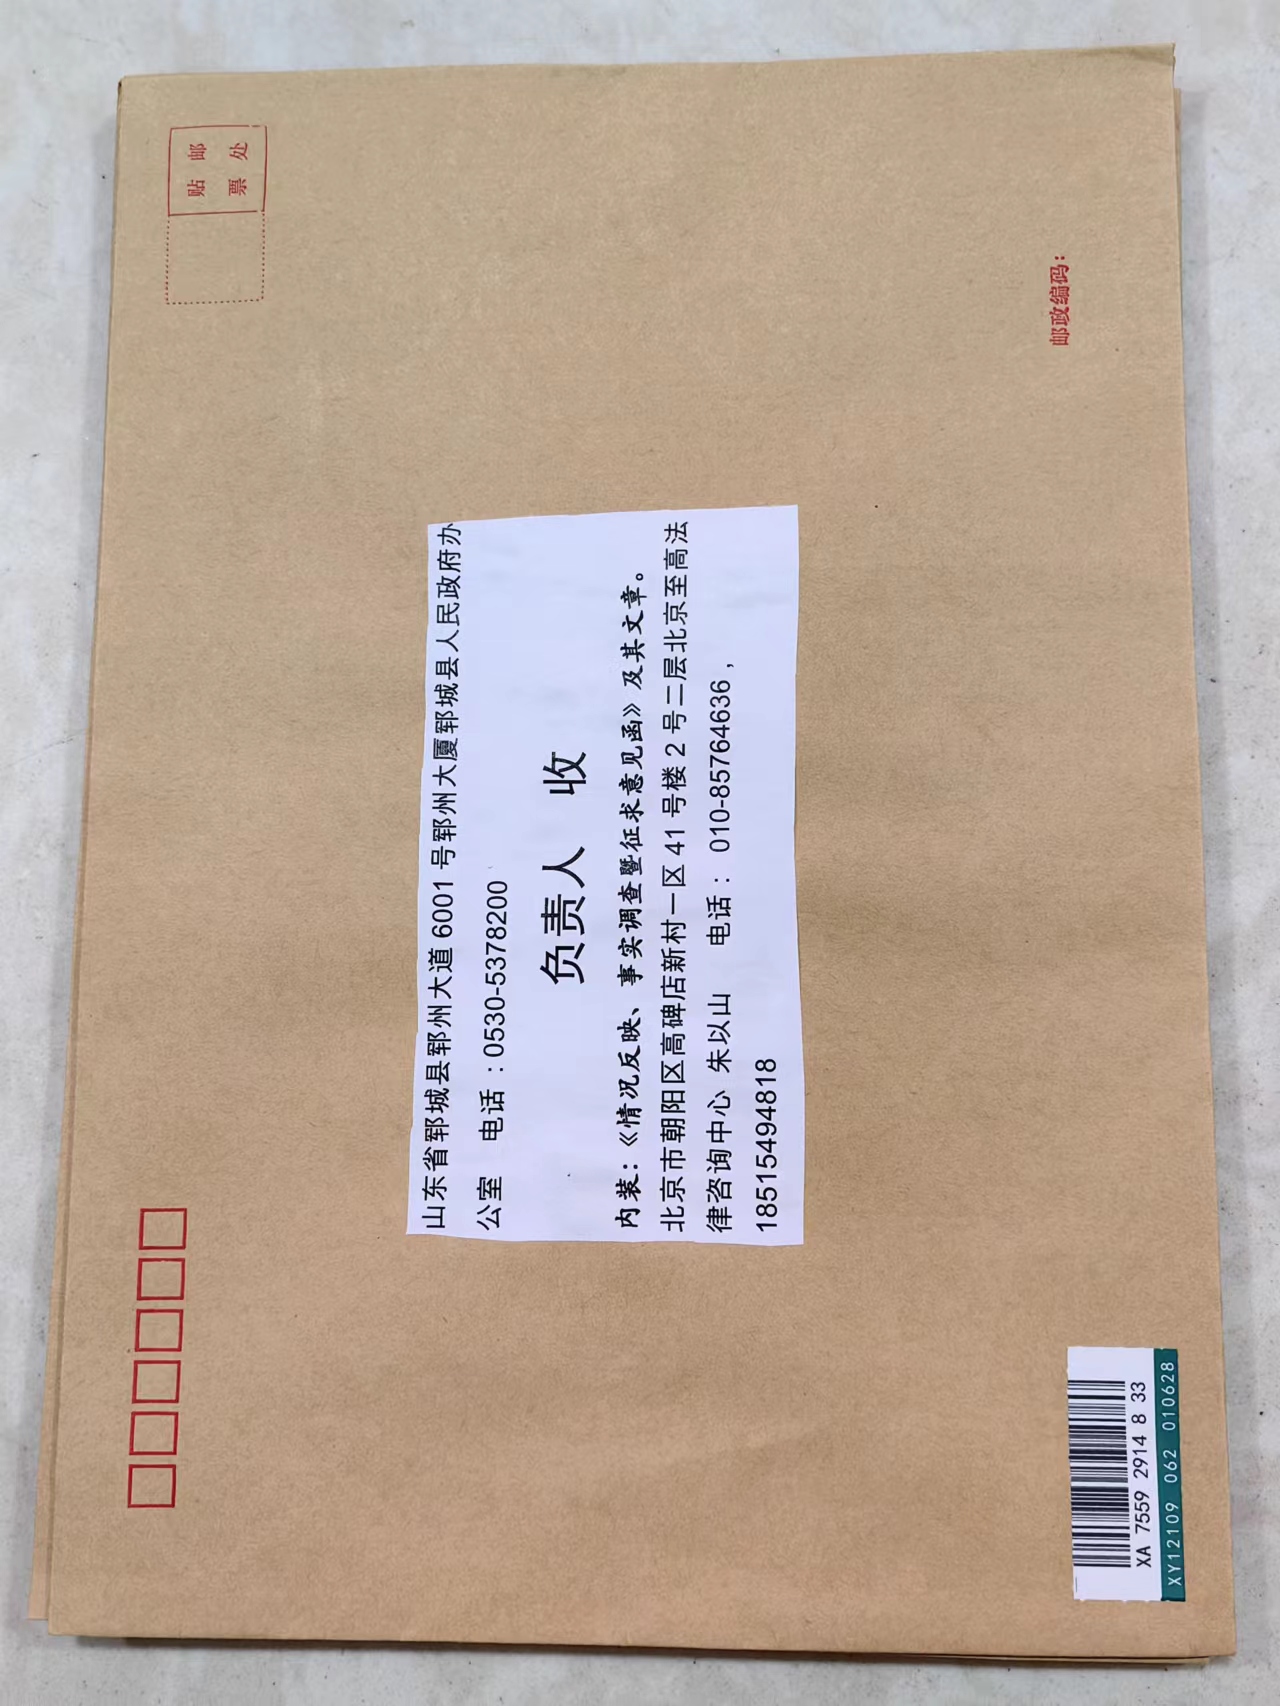 贴邮
票处
山东省郓城县郓州大道 6001 号郓州大厦郓城县人民政府办
公室 电话：0530-5378200
负责人 收
内装：《情况反映、事实调查暨征求意见函》及其文章。
北京市朝阳区高碑店新村一区 41 号楼 2 号二层北京至高法
律咨询中心 朱以山 电话： 010-85764636，
18515494818
邮政编码：
XA 7559 2914 8 33
XY12109 062 010628